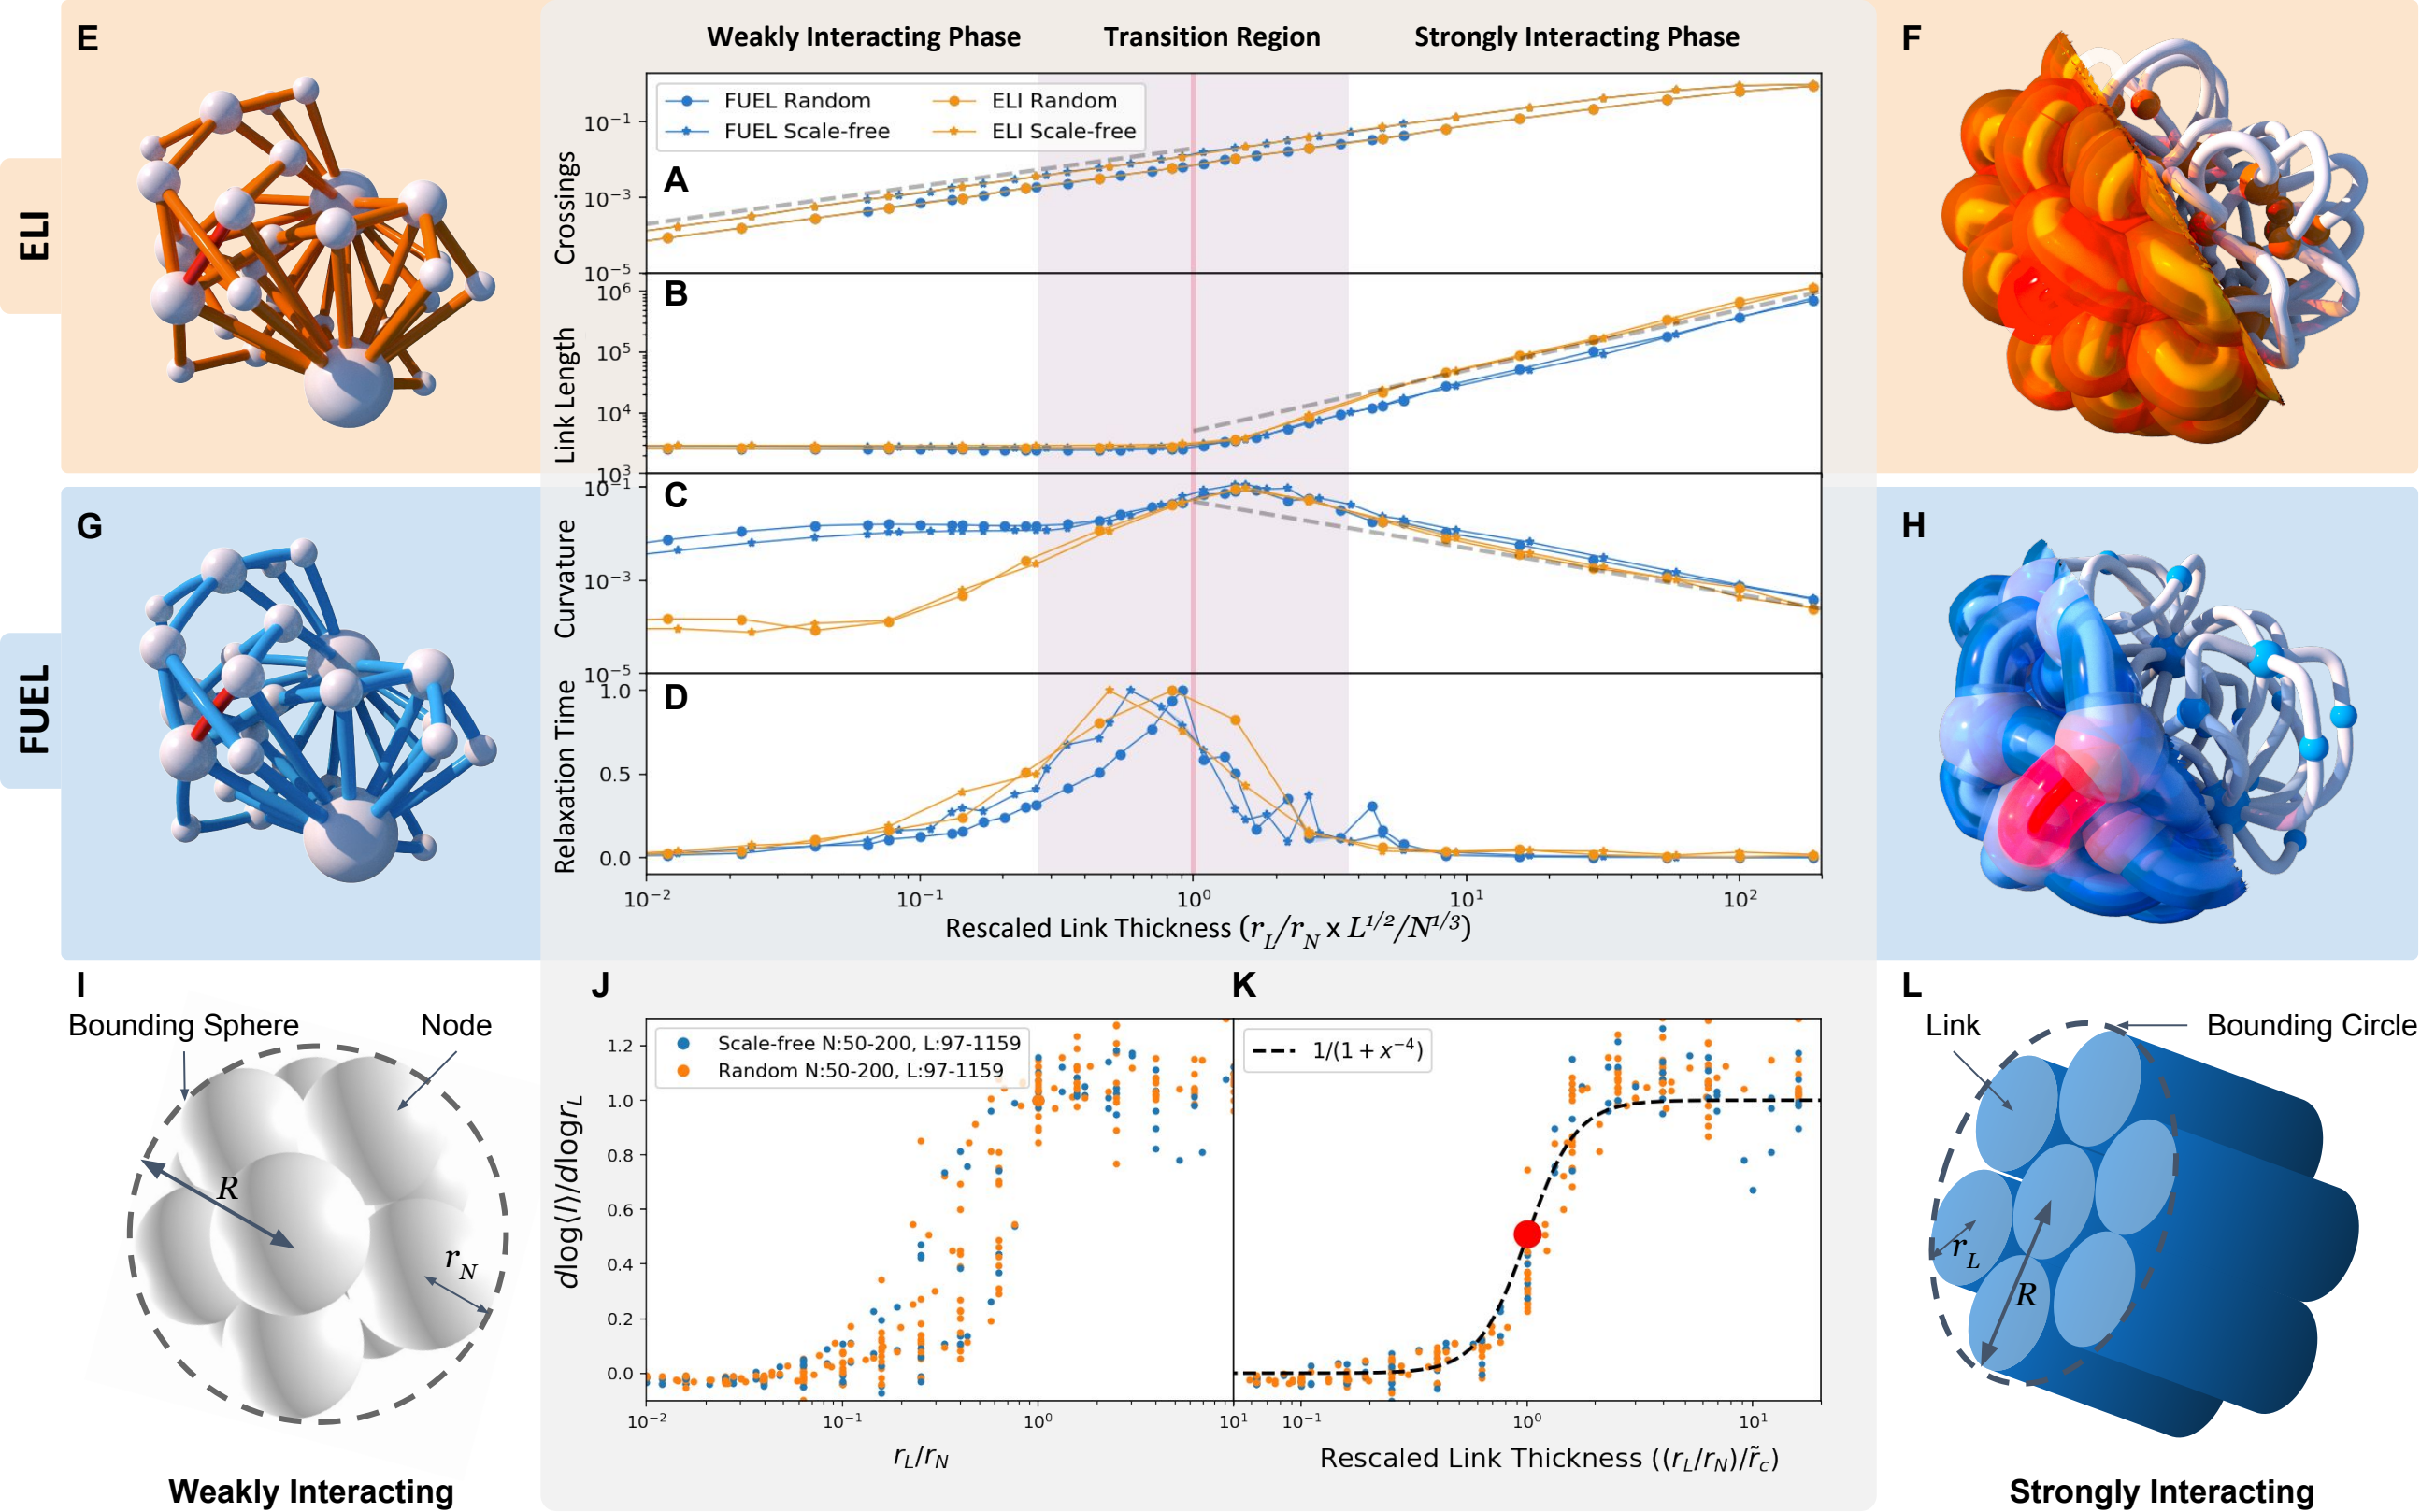 E
ELI
Weakly Interacting Phase
Transition Region
Strongly Interacting Phase
F
FUEL Random
FUEL Scale-free
ELI Random
ELI Scale-free
A
Crossings
10⁻¹
10⁻³
10⁻⁵
B
Link Length
10⁶
10⁵
10⁴
10³
G
FUEL
C
Curvature
10⁻¹
10⁻³
10⁻⁵
D
Relaxation Time
1.0
0.5
0.0
10⁻² 10⁻¹ 10⁰ 10¹ 10²
Rescaled Link Thickness (r_L/r_N x L^{1/2}/N^{1/3})
H
I
Bounding Sphere
Node
R
r_N
Weakly Interacting
J
Scale-free N:50-200, L:97-1159
Random N:50-200, L:97-1159
dlog⟨l⟩/dlogr_L
1.2
1.0
0.8
0.6
0.4
0.2
0.0
10⁻² 10⁻¹ 10⁰ 10¹
r_L/r_N
K
1/(1 + x⁻⁴)
10⁻¹ 10⁰ 10¹
Rescaled Link Thickness ((r_L/r_N)/r̃_c)
L
Link
Bounding Circle
r_L
R
Strongly Interacting